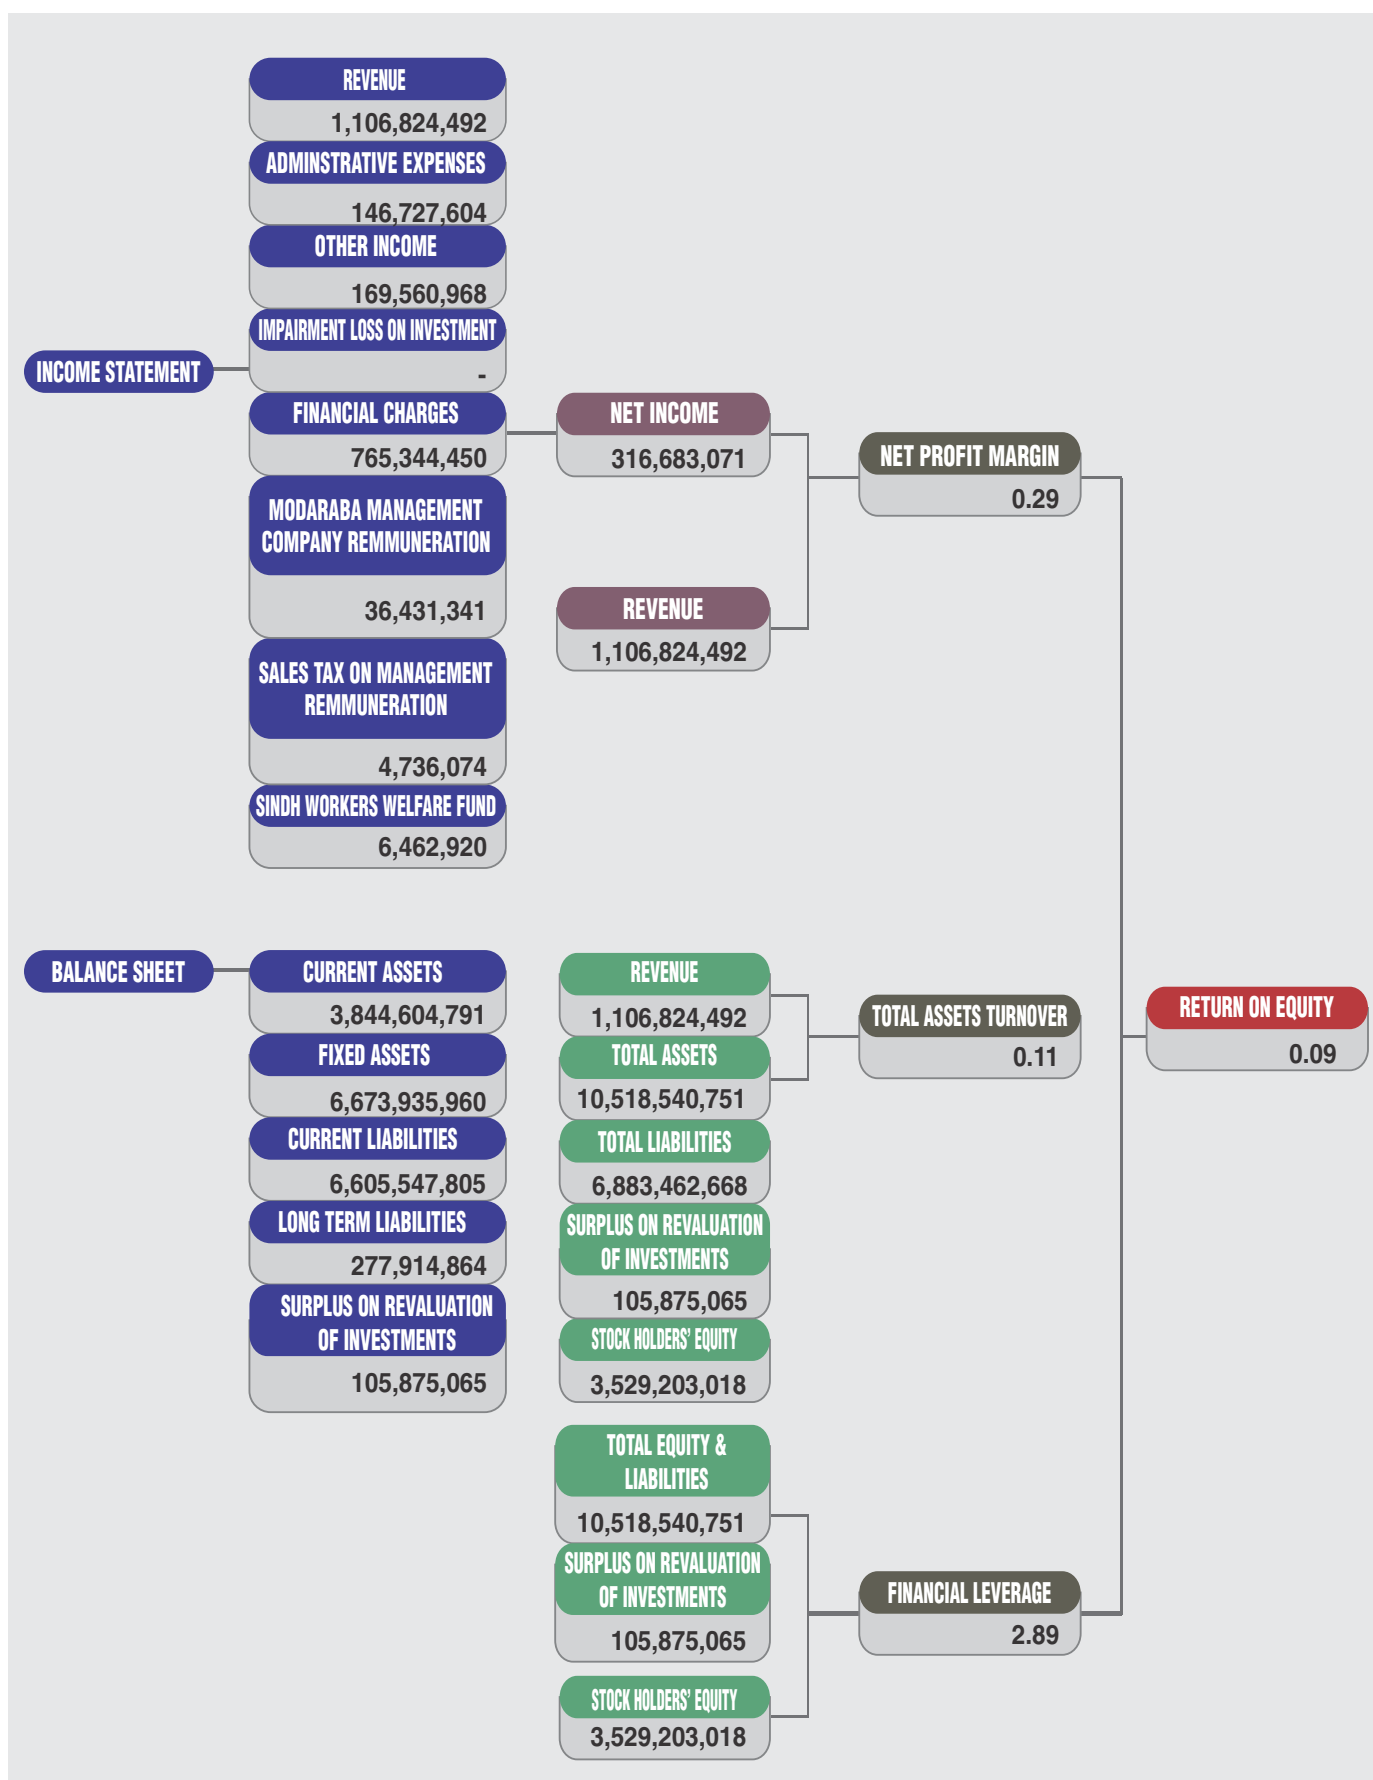 REVENUE
1,106,824,492
ADMINSTRATIVE EXPENSES
146,727,604
OTHER INCOME
169,560,968
IMPAIRMENT LOSS ON INVESTMENT
-
INCOME STATEMENT
FINANCIAL CHARGES
765,344,450
MODARABA MANAGEMENT
COMPANY REMMUNERATION
36,431,341
SALES TAX ON MANAGEMENT
REMMUNERATION
4,736,074
SINDH WORKERS WELFARE FUND
6,462,920
NET INCOME
316,683,071
REVENUE
1,106,824,492
NET PROFIT MARGIN
0.29
BALANCE SHEET
CURRENT ASSETS
3,844,604,791
FIXED ASSETS
6,673,935,960
CURRENT LIABILITIES
6,605,547,805
LONG TERM LIABILITIES
277,914,864
SURPLUS ON REVALUATION
OF INVESTMENTS
105,875,065
REVENUE
1,106,824,492
TOTAL ASSETS
10,518,540,751
TOTAL LIABILITIES
6,883,462,668
SURPLUS ON REVALUATION
OF INVESTMENTS
105,875,065
STOCK HOLDERS' EQUITY
3,529,203,018
TOTAL EQUITY &
LIABILITIES
10,518,540,751
SURPLUS ON REVALUATION
OF INVESTMENTS
105,875,065
STOCK HOLDERS' EQUITY
3,529,203,018
TOTAL ASSETS TURNOVER
0.11
FINANCIAL LEVERAGE
2.89
RETURN ON EQUITY
0.09